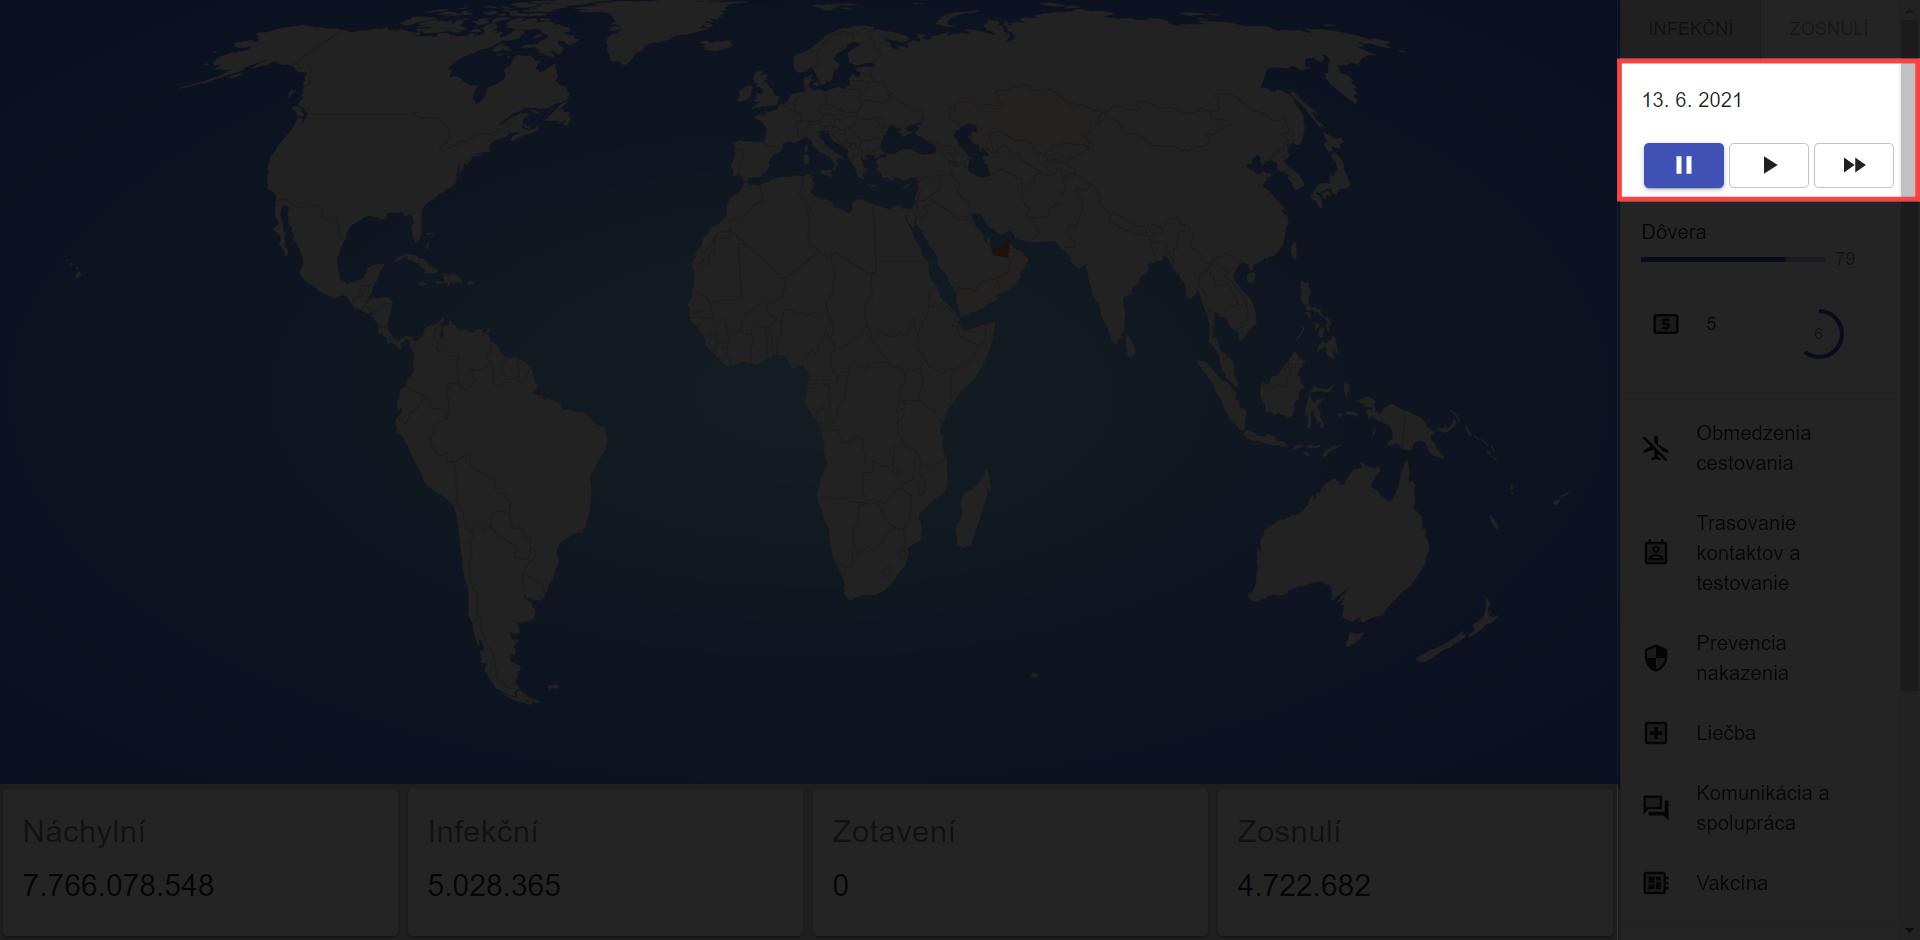 INFEKČNÍ
ZOSNULÍ
13. 6. 2021
Dôvera
79
5
6
Obmedzenia
cestovania
Trasovanie
kontaktov a
testovanie
Prevencia
nakazenia
Liečba
Komunikácia a
spolupráca
Vakcína
Náchylní
7.766.078.548
Infekční
5.028.365
Zotavení
0
Zosnulí
4.722.682